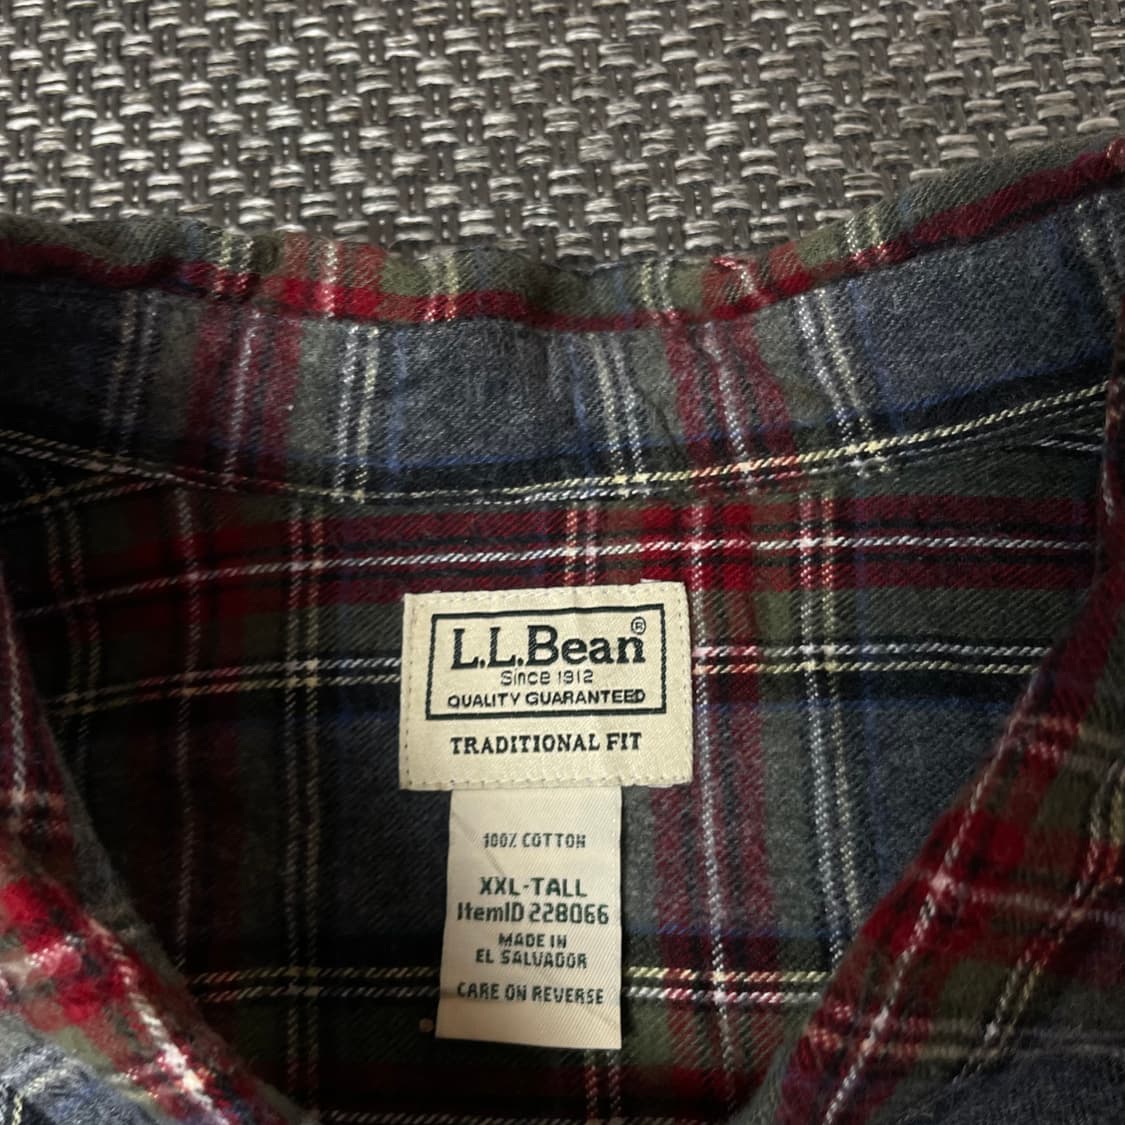 L.L.Bean®
Since 1912
QUALITY GUARANTEED
TRADITIONAL FIT
100% COTTON
XXL-TALL
ItemID 228066
MADE IN
EL SALVADOR
CARE ON REVERSE